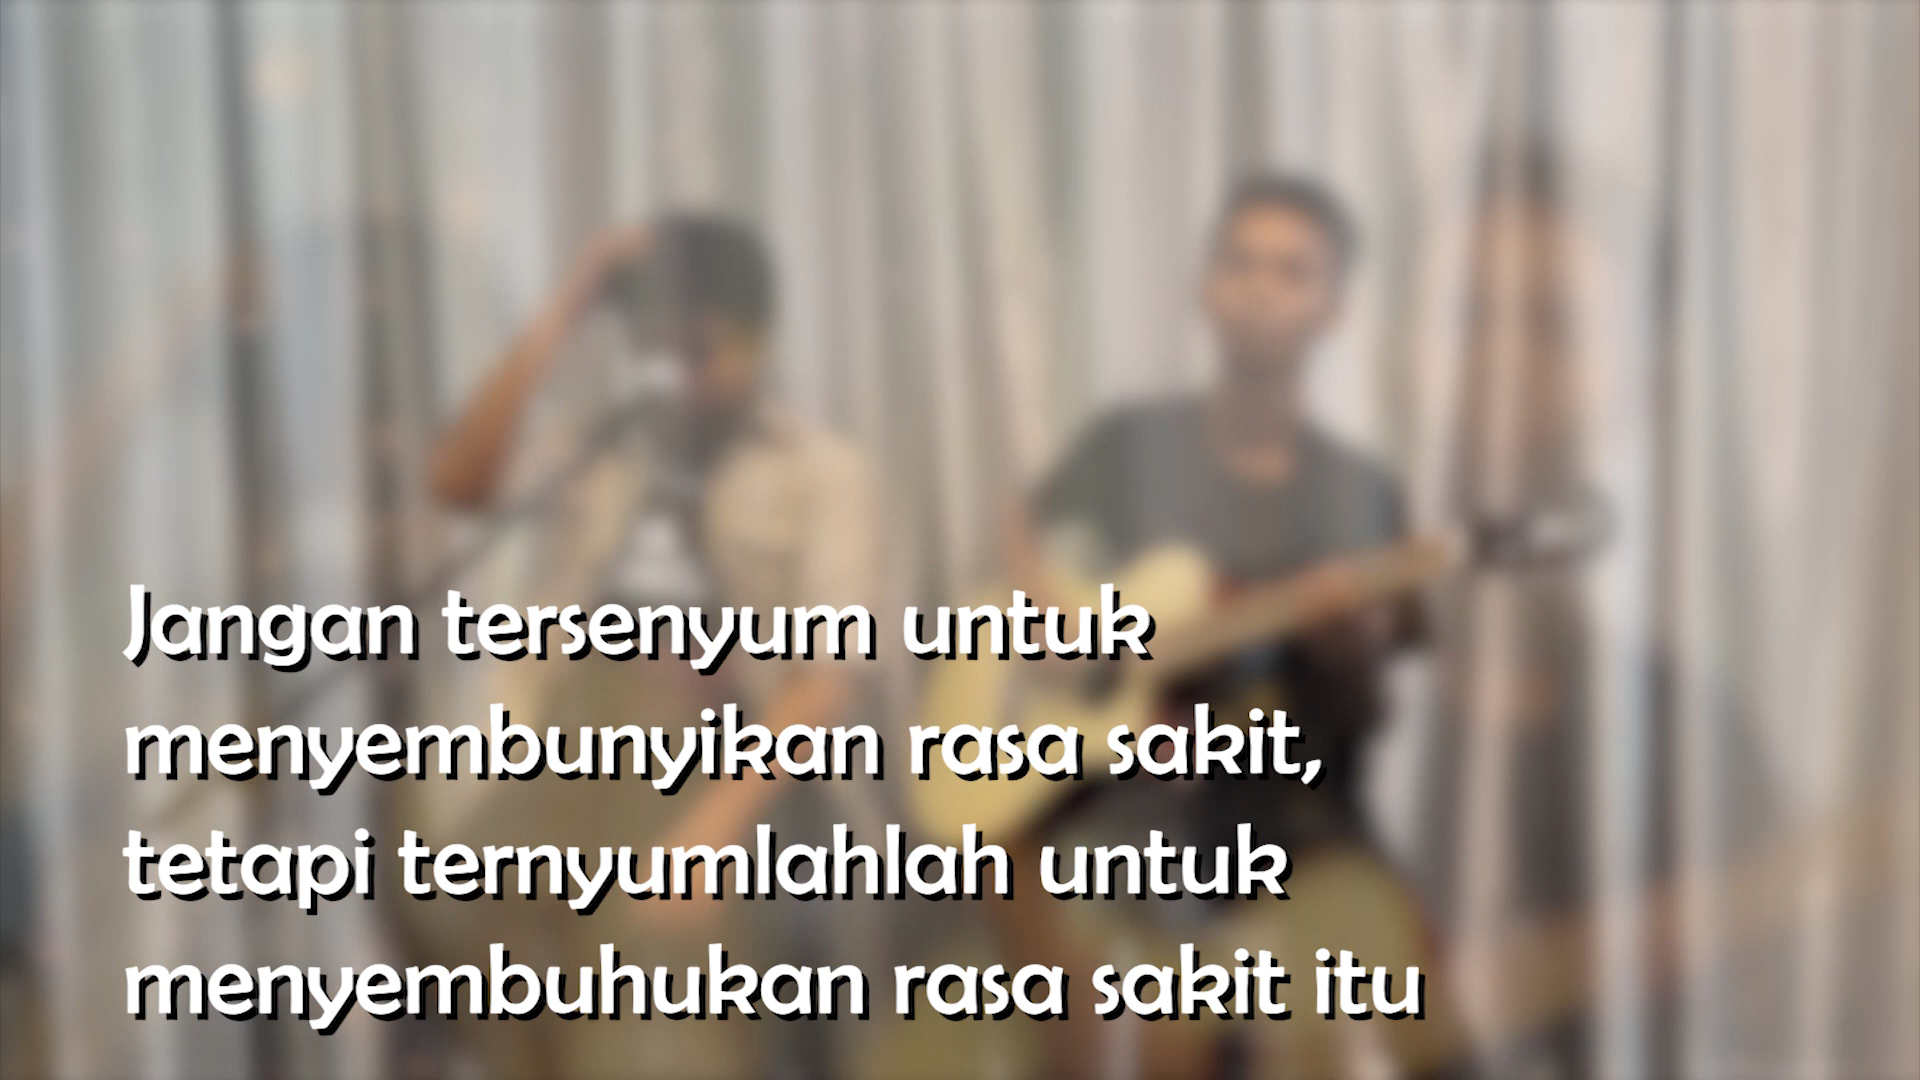 Jangan tersenyum untuk
menyembunyikan rasa sakit,
tetapi ternyumlahlah untuk
menyembuhukan rasa sakit itu